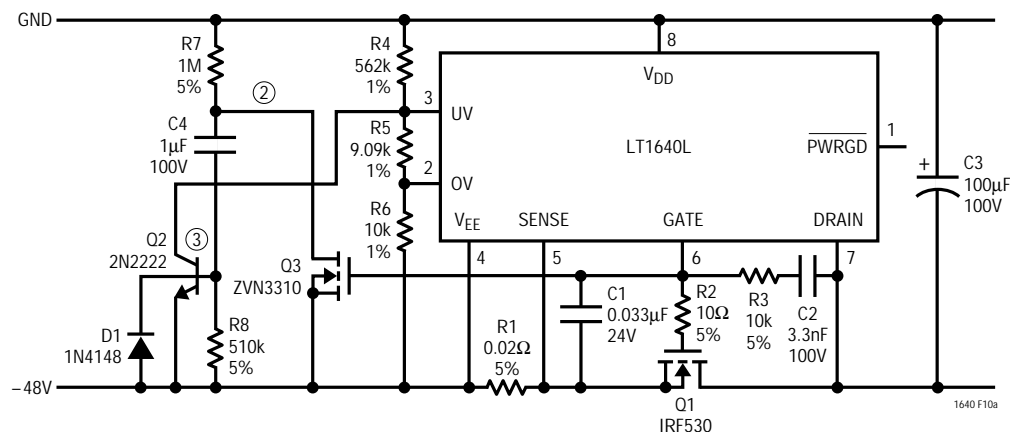 GND
R7
1M
5%
②
C4
1µF
100V
R4
562k
1%
R5
9.09k
1%
R6
10k
1%
3
UV
2
OV
8
V_DD
LT1640L
PWRGD
1
V_EE
SENSE
GATE
DRAIN
4
5
6
7
+
C3
100µF
100V
Q2
2N2222
③
Q3
ZVN3310
D1
1N4148
R8
510k
5%
R1
0.02Ω
5%
C1
0.033µF
24V
R2
10Ω
5%
R3
10k
5%
C2
3.3nF
100V
–48V
Q1
IRF530
1640 F10a